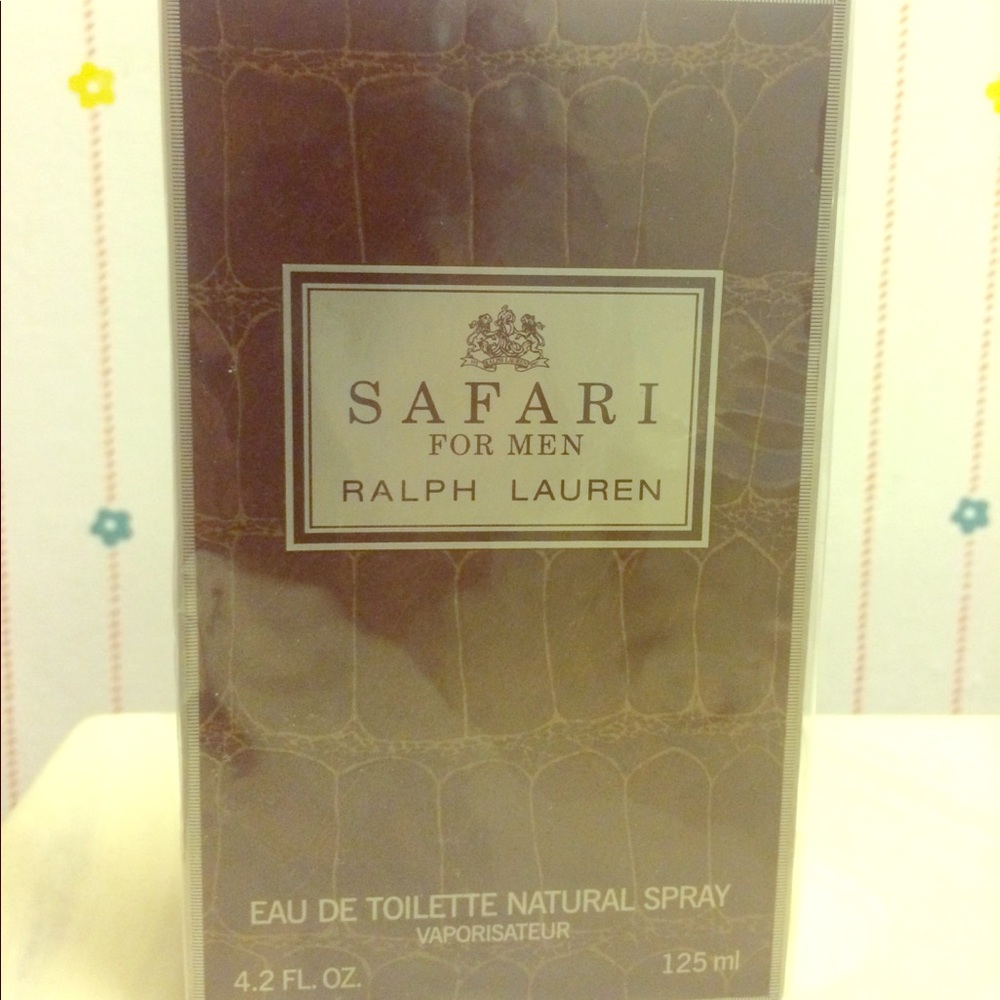 SAFARI
FOR MEN
RALPH LAUREN
EAU DE TOILETTE NATURAL SPRAY
VAPORISATEUR
4.2 FL. OZ.
125 ml